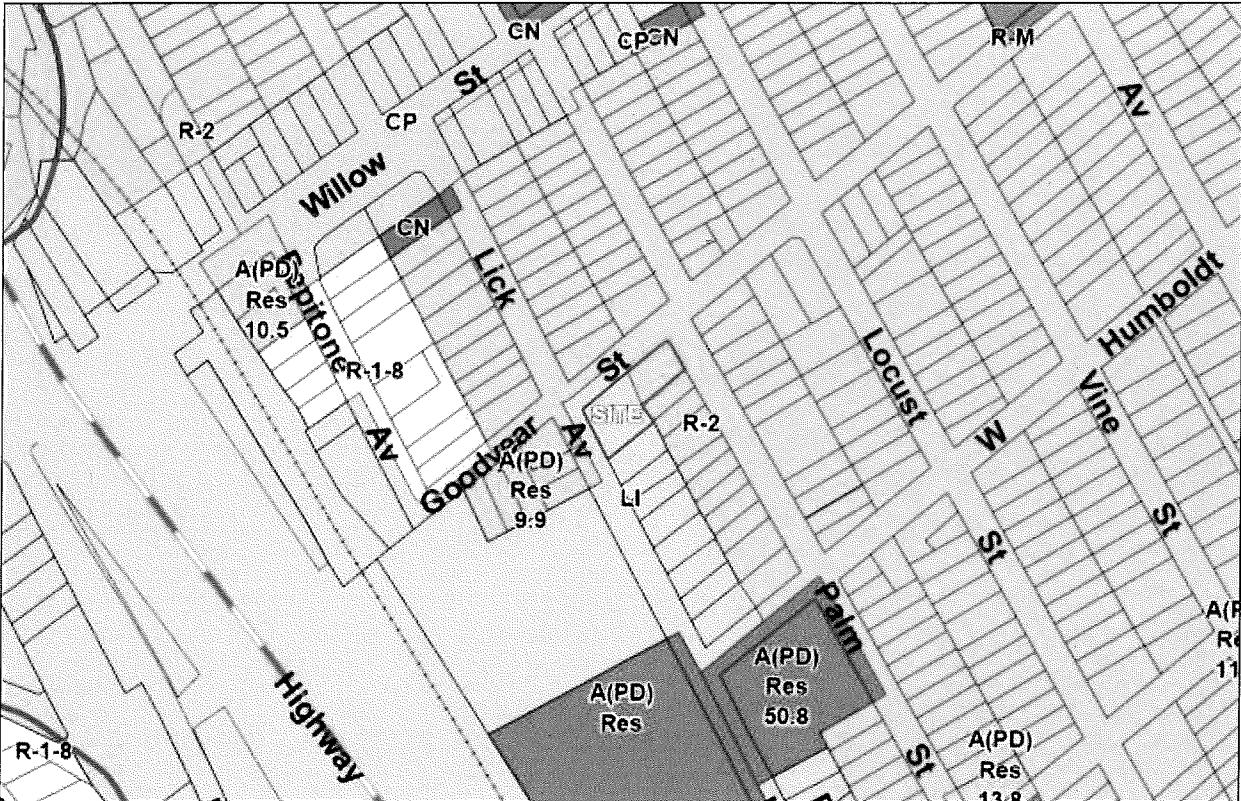 CN
CP
CN
R-M
St
Av
R-2
CP
Willow
CN
A(PD)
Res
10.5
Lick
Humboldt
R-1-8
St
Locust
Vine
SITE
R-2
W
Av
Goodyear
Av
A(PD)
Res
9.9
LI
St
St
Palm
A(PD)
Res
50.8
A(PD)
Res
Highway
R-1-8
St
A(PD)
Res
13.8